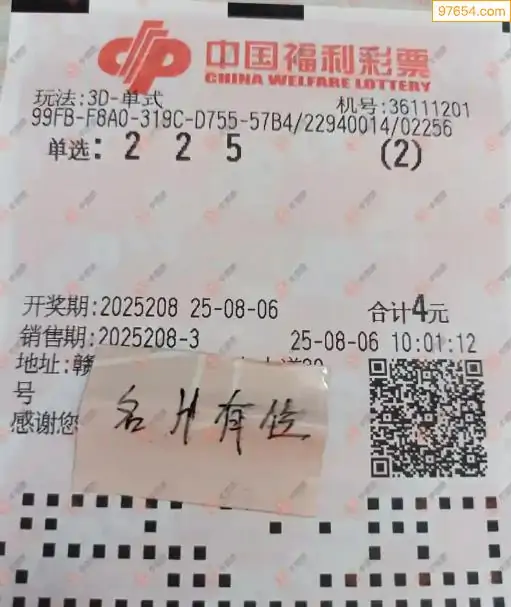 97654.com
中国福利彩票
CHINA WELFARE LOTTERY
玩法:3D-单式 机号:36111201
99FB-F8A0-319C-D755-57B4/22940014/02256
单选: 2 2 5 (2)
开奖期:2025208 25-08-06 合计4元
销售期:2025208-3 25-08-06 10:01:12
地址:赣
号
感谢您
名片有位